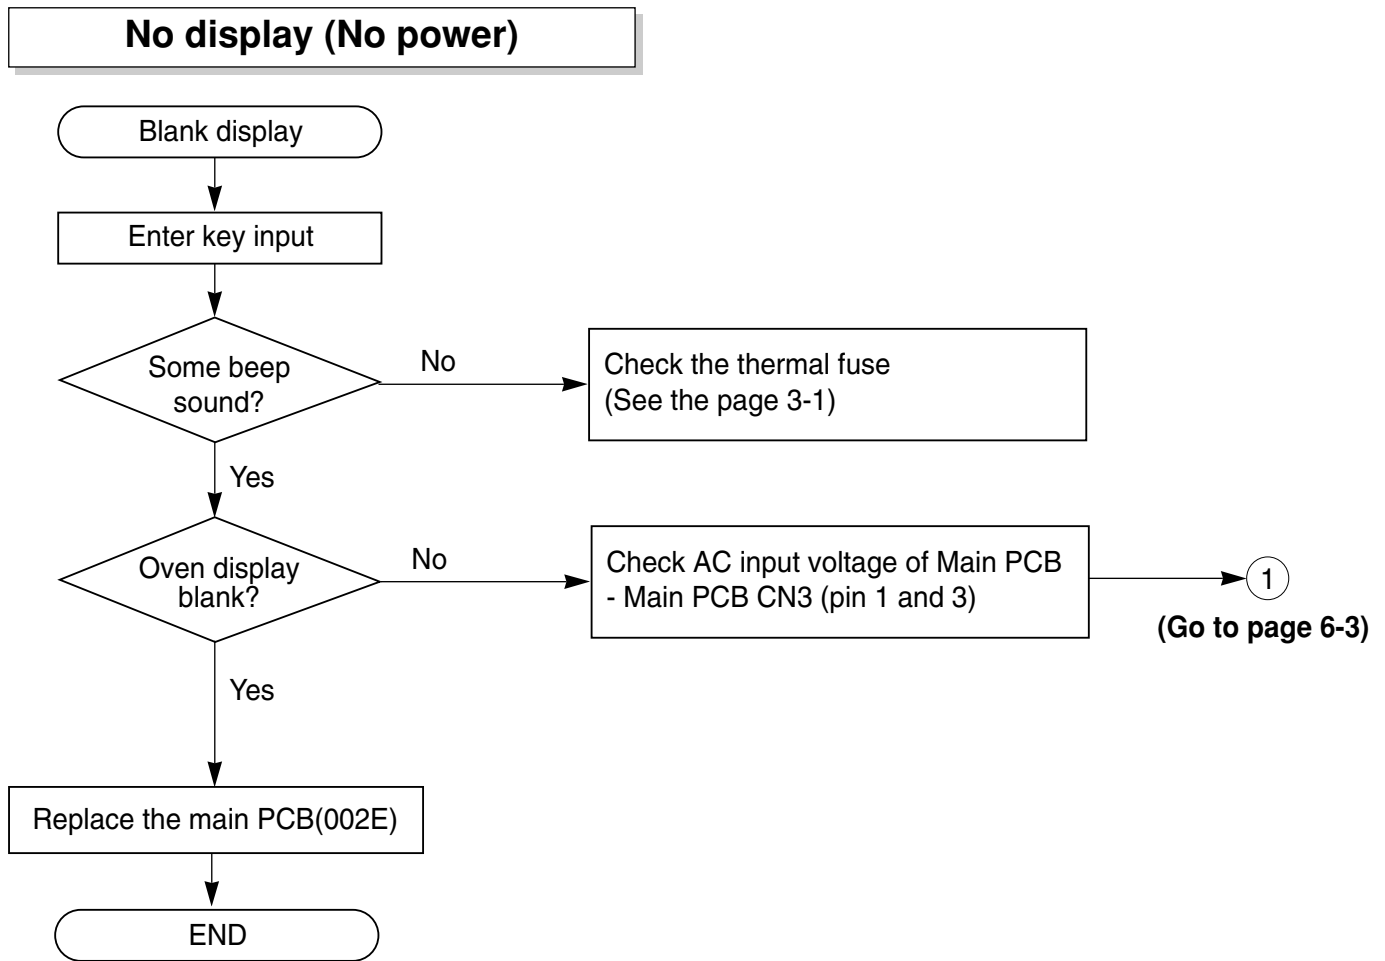 No display (No power)
Blank display
Enter key input
Some beep
sound?
No
Check the thermal fuse
(See the page 3-1)
Yes
Oven display
blank?
No
Check AC input voltage of Main PCB
- Main PCB CN3 (pin 1 and 3)
1
(Go to page 6-3)
Yes
Replace the main PCB(002E)
END